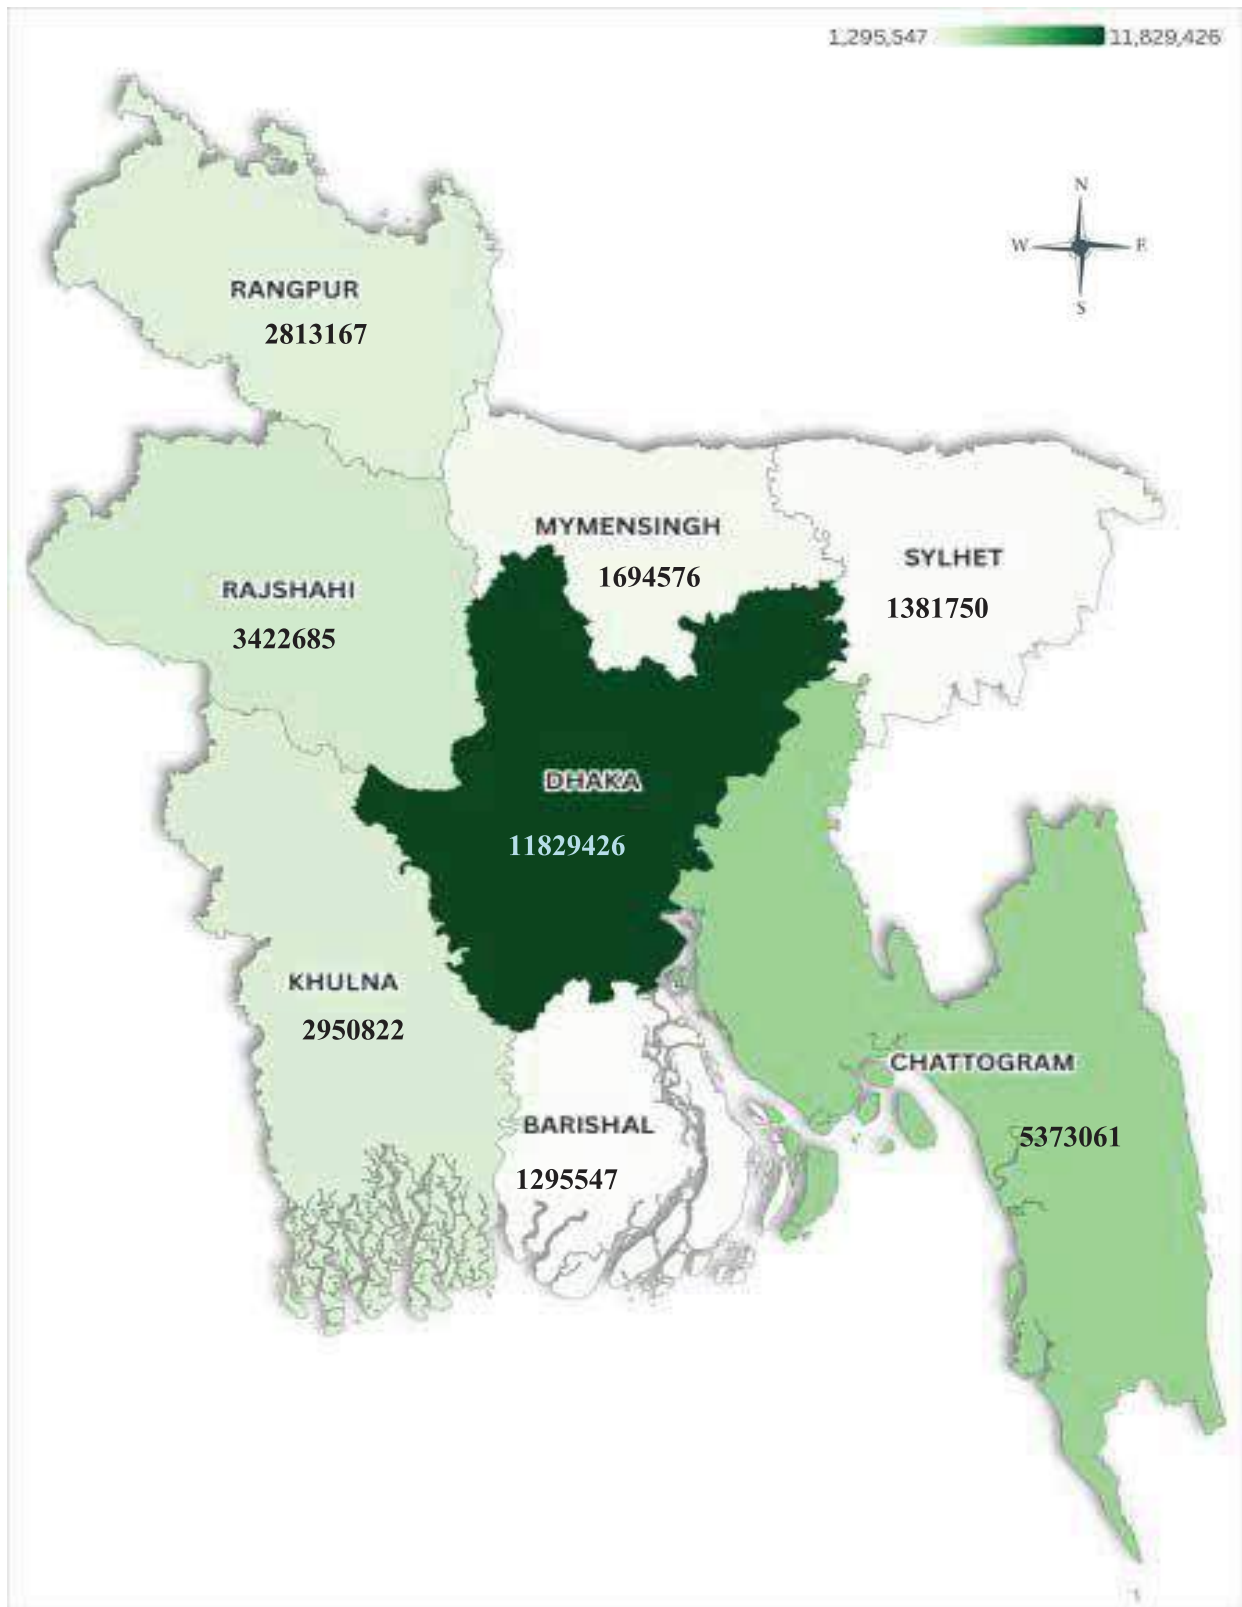 1,295,547 11,829,426
N
W E
S
RANGPUR
2813167
MYMENSINGH
1694576
SYLHET
1381750
RAJSHAHI
3422685
DHAKA
11829426
KHULNA
2950822
CHATTOGRAM
5373061
BARISHAL
1295547